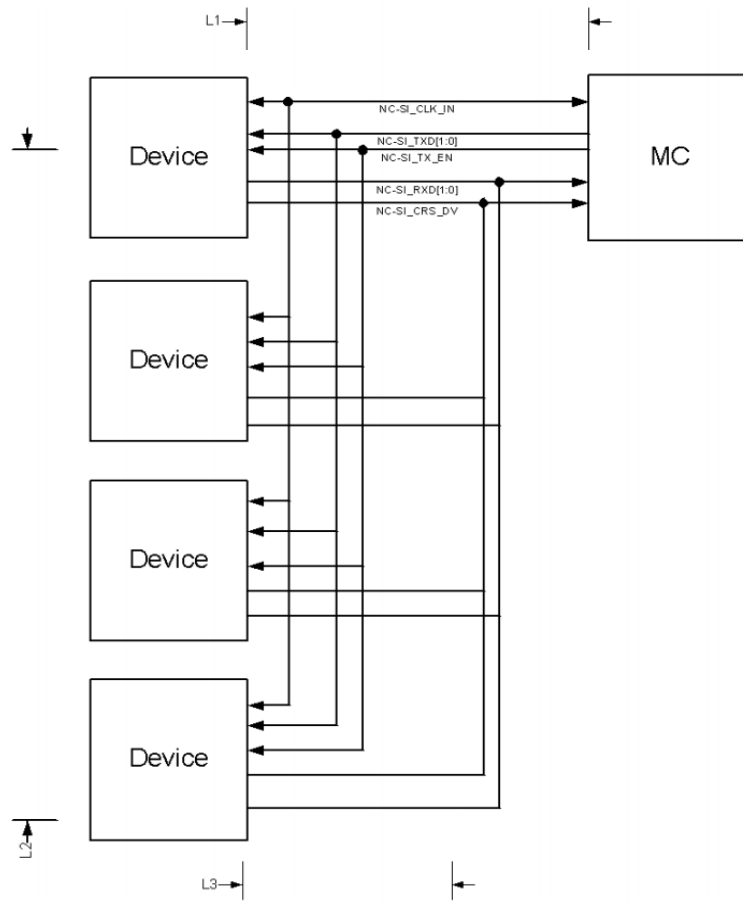 L1
NC-SI_CLK_IN
Device
NC-SI_TXD[1:0]
MC
NC-SI_TX_EN
NC-SI_RXD[1:0]
NC-SI_CRS_DV
Device
Device
Device
L2
L3